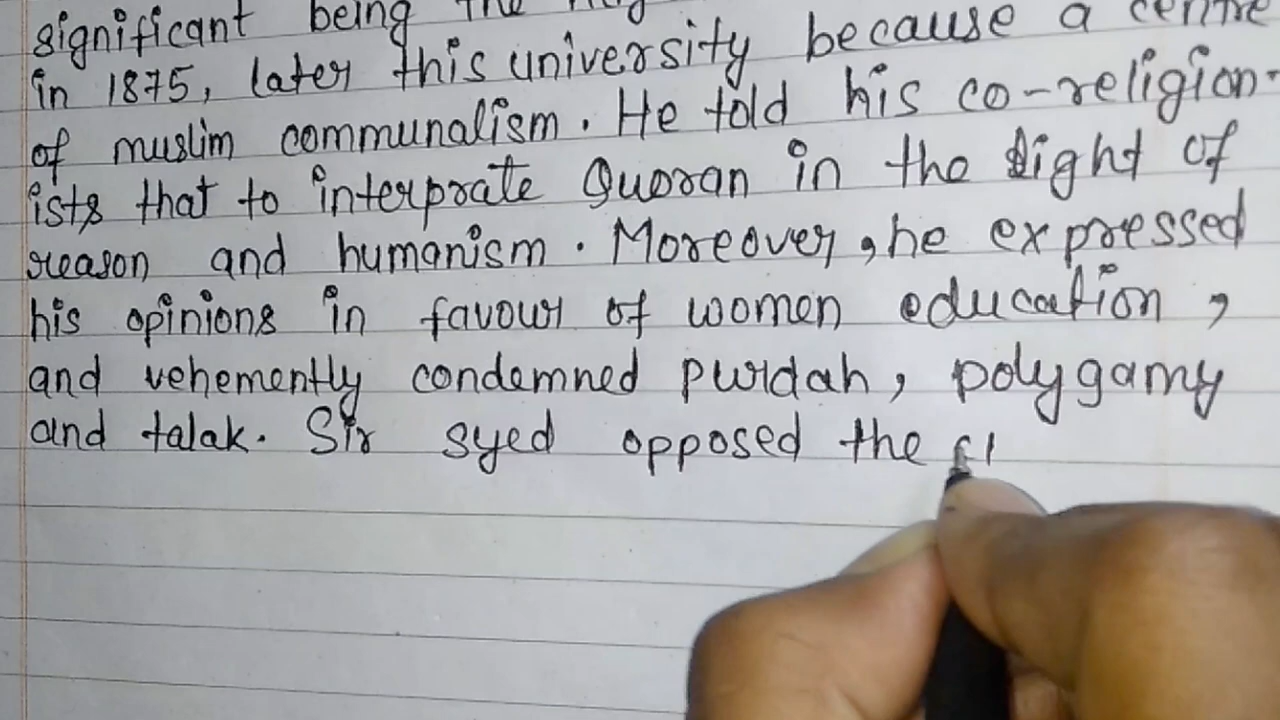 significant being the
in 1875, later this university because a centre
of muslim communalism. He told his co-religion-
ists that to interprate Quoran in the light of
reason and humanism. Moreover, he expressed
his opinions in favour of women education,
and vehemently condemned purdah, polygamy
and talak. Sir syed opposed the